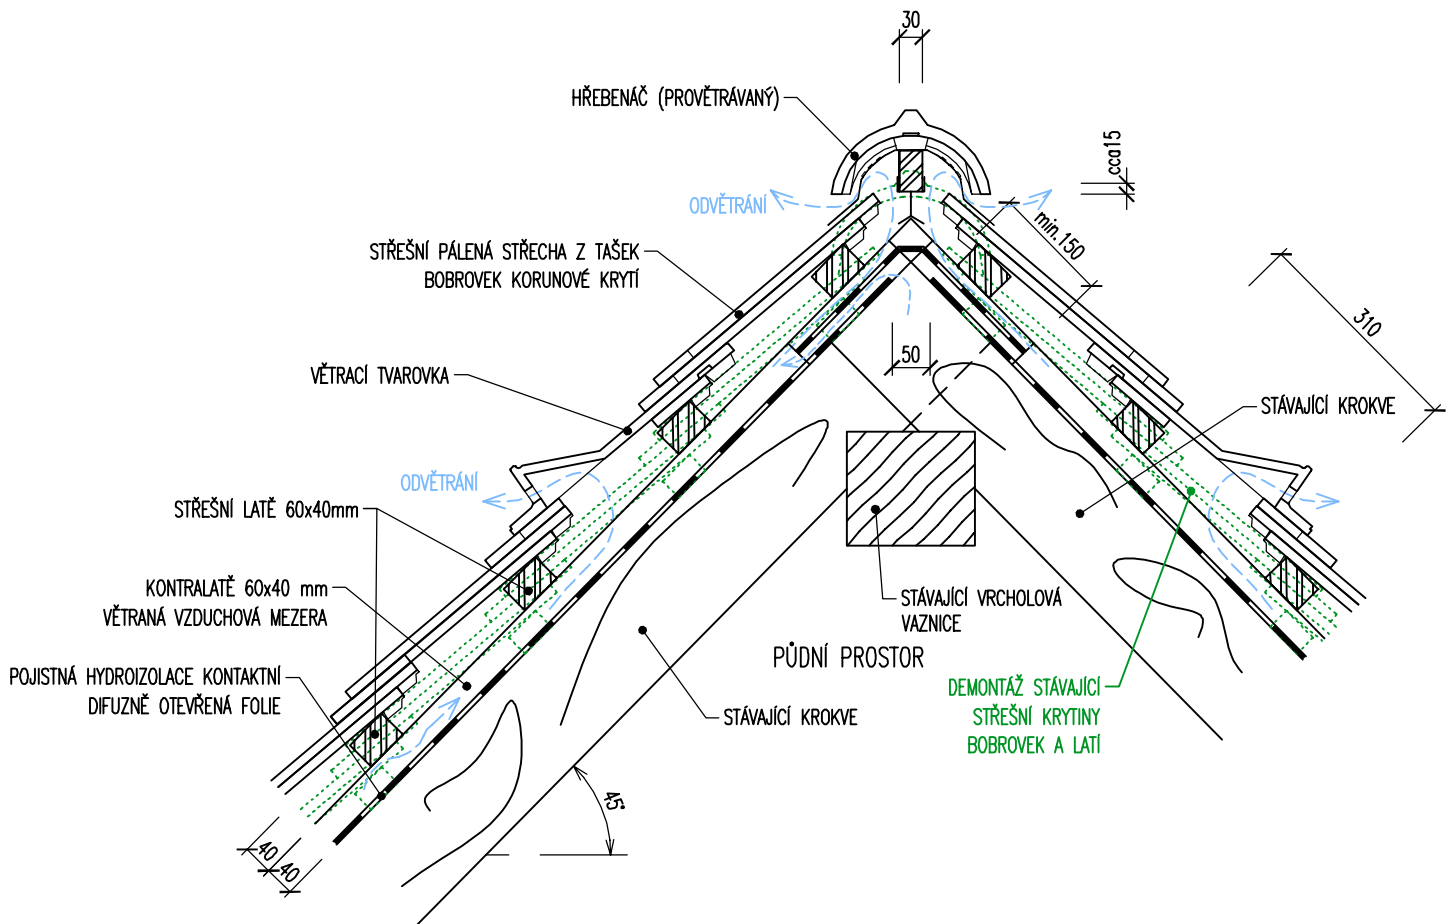 30
HŘEBENÁČ (PROVĚTRÁVANÝ)
cca15
ODVĚTRÁNÍ
min.150
STŘEŠNÍ PÁLENÁ STŘECHA Z TAŠEK
BOBROVEK KORUNOVÉ KRYTÍ
310
50
VĚTRACÍ TVAROVKA
STÁVAJÍCÍ KROKVE
ODVĚTRÁNÍ
STŘEŠNÍ LATĚ 60x40mm
KONTRALATĚ 60x40 mm
VĚTRANÁ VZDUCHOVÁ MEZERA
STÁVAJÍCÍ VRCHOLOVÁ
VAZNICE
PŮDNÍ PROSTOR
POJISTNÁ HYDROIZOLACE KONTAKTNÍ
DIFUZNĚ OTEVŘENÁ FOLIE
STÁVAJÍCÍ KROKVE
DEMONTÁŽ STÁVAJÍCÍ
STŘEŠNÍ KRYTINY
BOBROVEK A LATÍ
45°
40
40